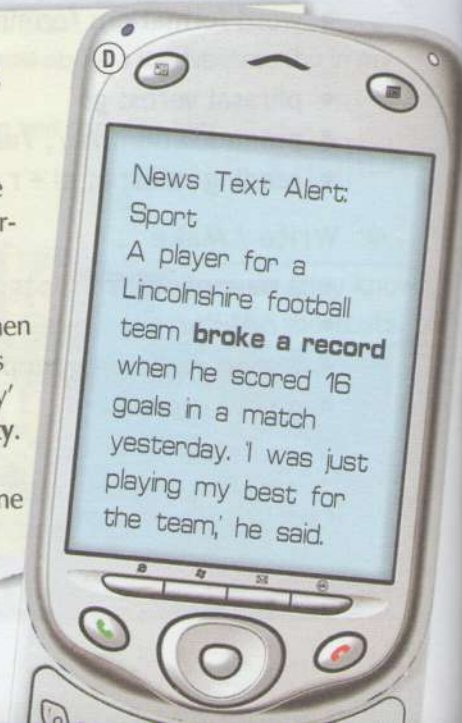 D
News Text Alert:
Sport
A player for a
Lincolnshire football
team broke a record
when he scored 16
goals in a match
yesterday. 'I was just
playing my best for
the team,' he said.